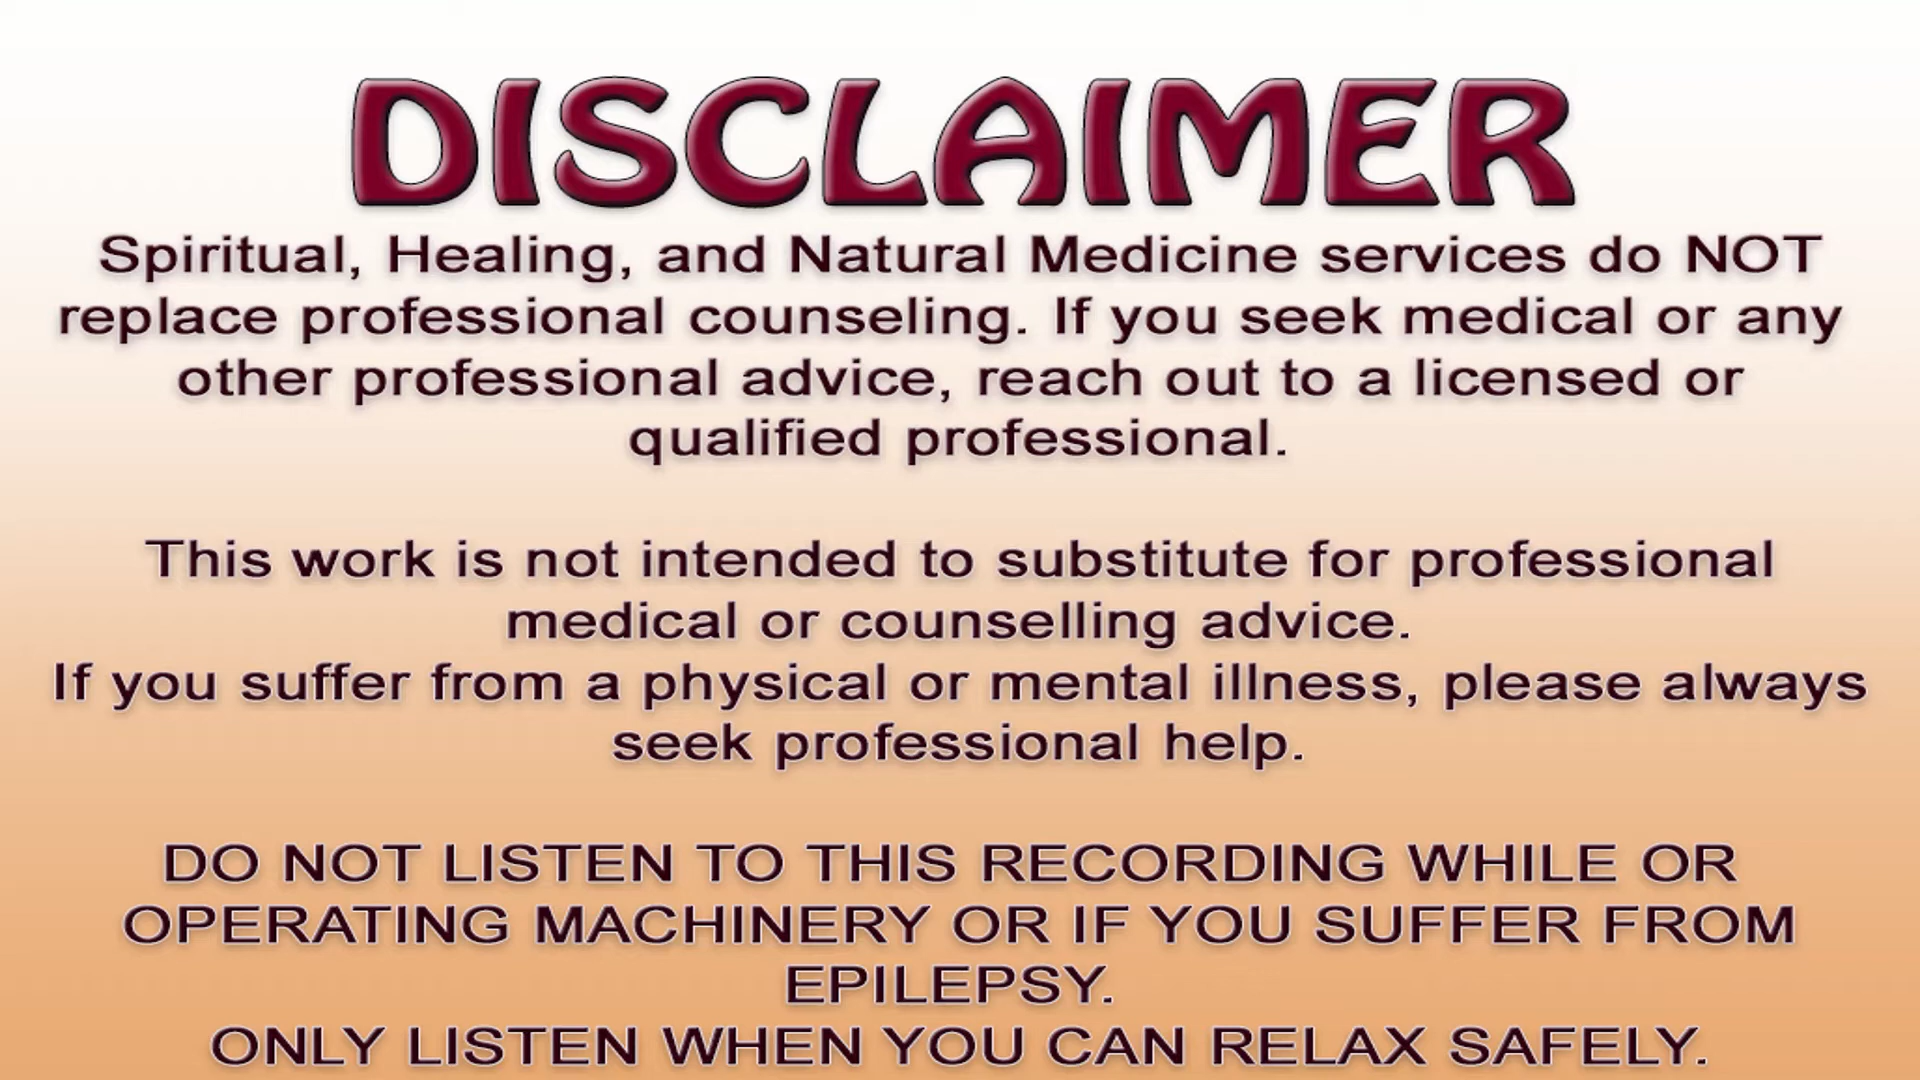 DISCLAIMER
Spiritual, Healing, and Natural Medicine services do NOT
replace professional counseling. If you seek medical or any
other professional advice, reach out to a licensed or
qualified professional.
This work is not intended to substitute for professional
medical or counselling advice.
If you suffer from a physical or mental illness, please always
seek professional help.
DO NOT LISTEN TO THIS RECORDING WHILE OR
OPERATING MACHINERY OR IF YOU SUFFER FROM
EPILEPSY.
ONLY LISTEN WHEN YOU CAN RELAX SAFELY.